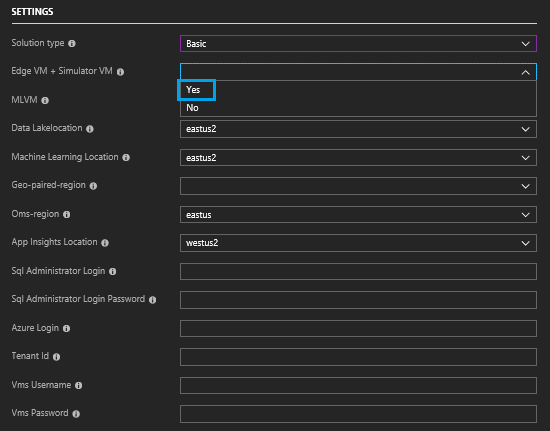 SETTINGS
Solution type Basic
Edge VM + Simulator VM
Yes
MLVM
No
Data Lakelocation eastus2
Machine Learning Location eastus2
Geo-paired-region
Oms-region eastus
App Insights Location westus2
Sql Administrator Login
Sql Administrator Login Password
Azure Login
Tenant Id
Vms Username
Vms Password